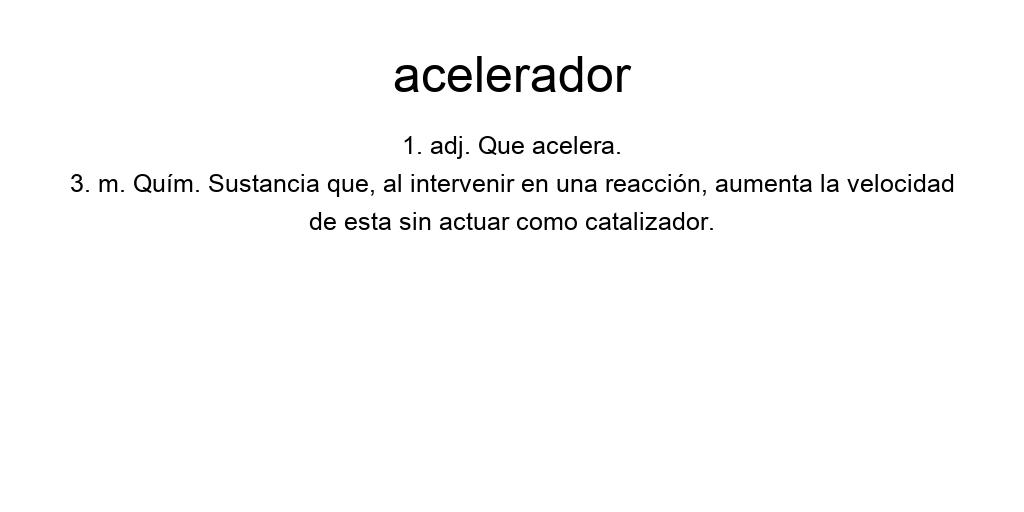 acelerador
1. adj. Que acelera.
3. m. Quím. Sustancia que, al intervenir en una reacción, aumenta la velocidad
de esta sin actuar como catalizador.